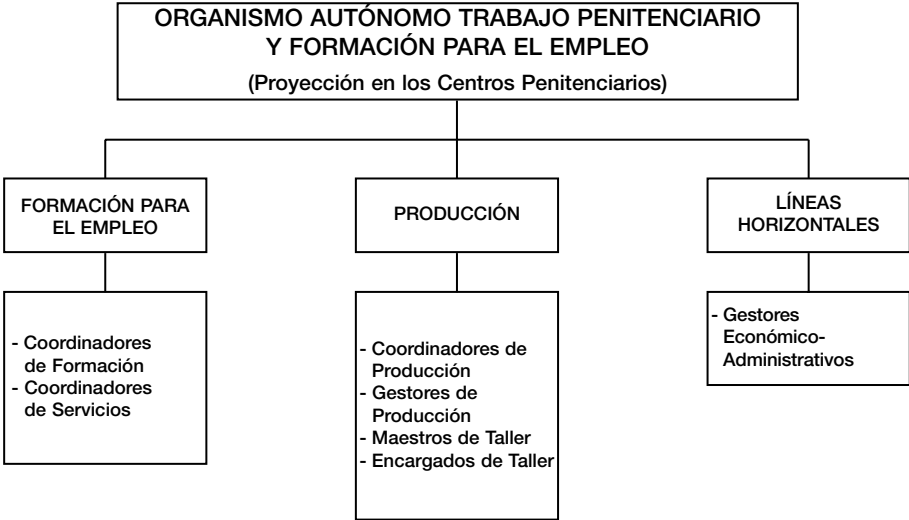 ORGANISMO AUTÓNOMO TRABAJO PENITENCIARIO
Y FORMACIÓN PARA EL EMPLEO
(Proyección en los Centros Penitenciarios)
FORMACIÓN PARA
EL EMPLEO
- Coordinadores
de Formación
- Coordinadores
de Servicios
PRODUCCIÓN
- Coordinadores de
Producción
- Gestores de
Producción
- Maestros de Taller
- Encargados de Taller
LÍNEAS
HORIZONTALES
- Gestores
Económico-
Administrativos